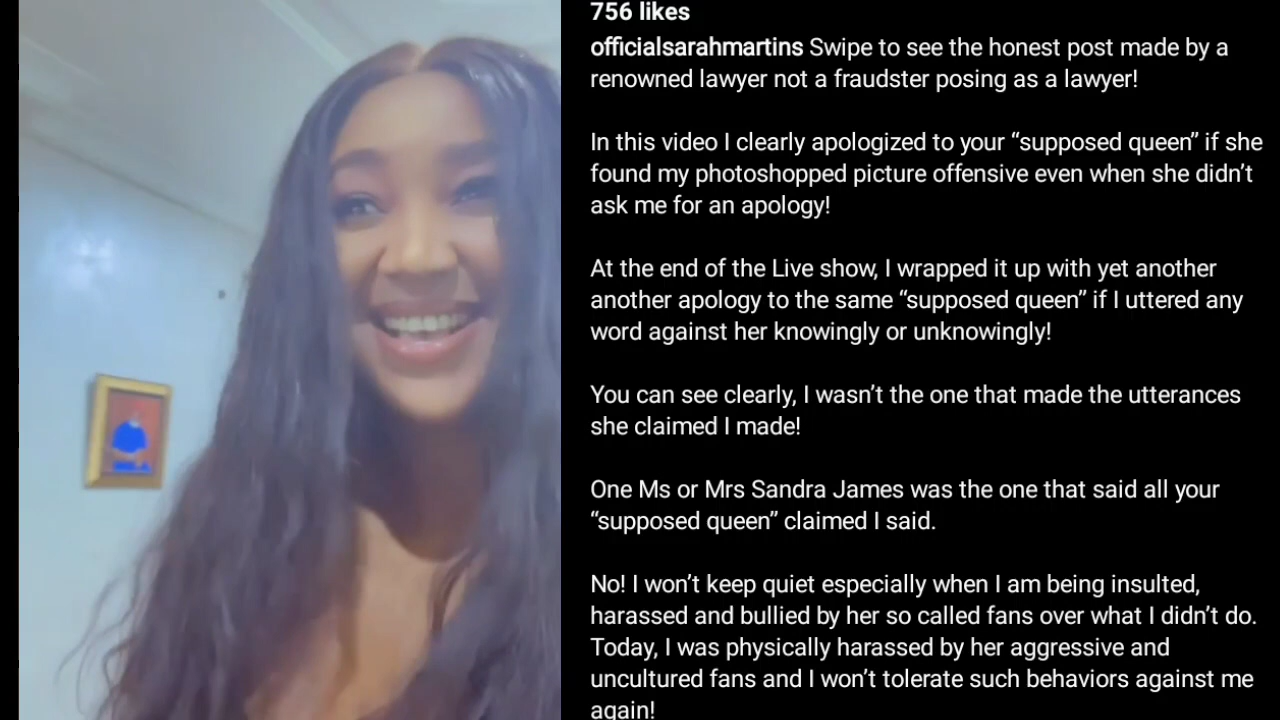 756 likes
officialsarahmartins Swipe to see the honest post made by a
renowned lawyer not a fraudster posing as a lawyer!
In this video I clearly apologized to your “supposed queen” if she
found my photoshopped picture offensive even when she didn’t
ask me for an apology!
At the end of the Live show, I wrapped it up with yet another
another apology to the same “supposed queen” if I uttered any
word against her knowingly or unknowingly!
You can see clearly, I wasn’t the one that made the utterances
she claimed I made!
One Ms or Mrs Sandra James was the one that said all your
“supposed queen” claimed I said.
No! I won’t keep quiet especially when I am being insulted,
harassed and bullied by her so called fans over what I didn’t do.
Today, I was physically harassed by her aggressive and
uncultured fans and I won’t tolerate such behaviors against me
again!